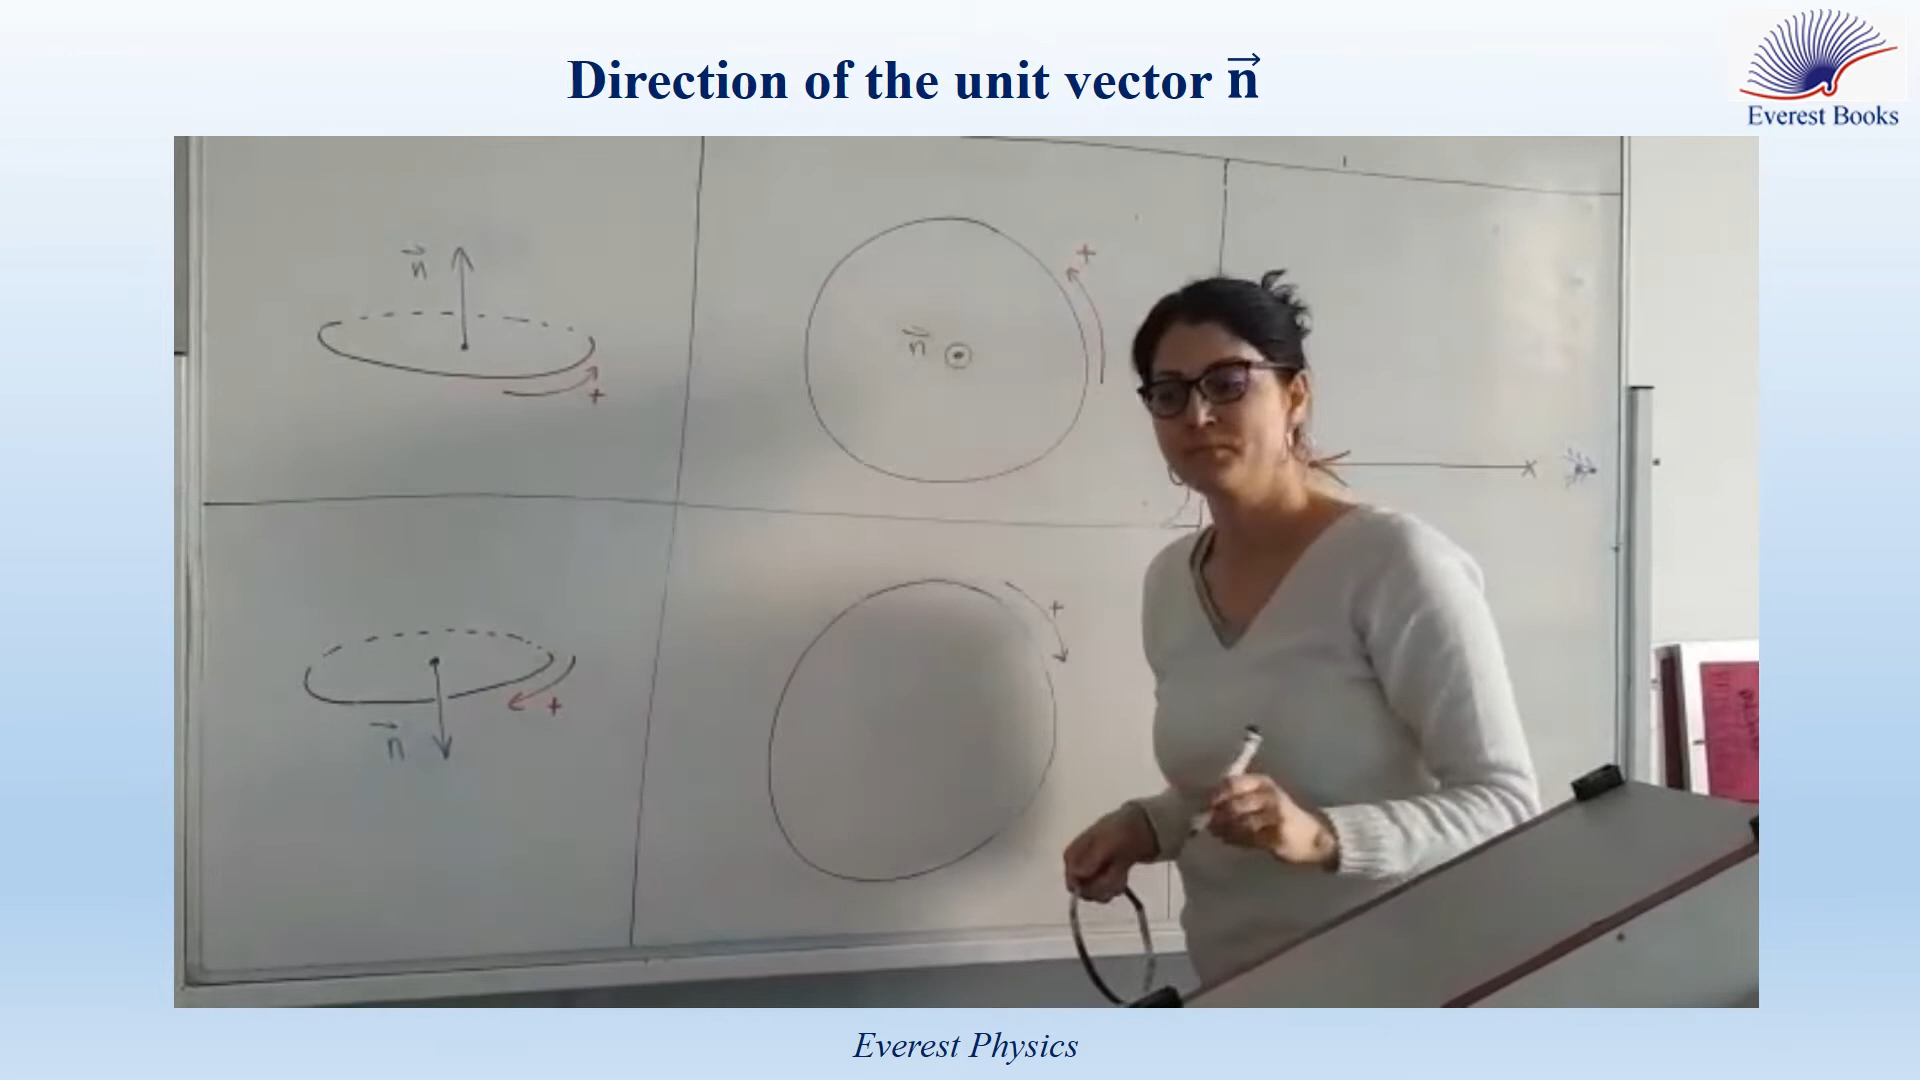 Direction of the unit vector n⃗
Everest Books
n⃗
+
n⃗ ⊙
+
n⃗
+
+
Everest Physics